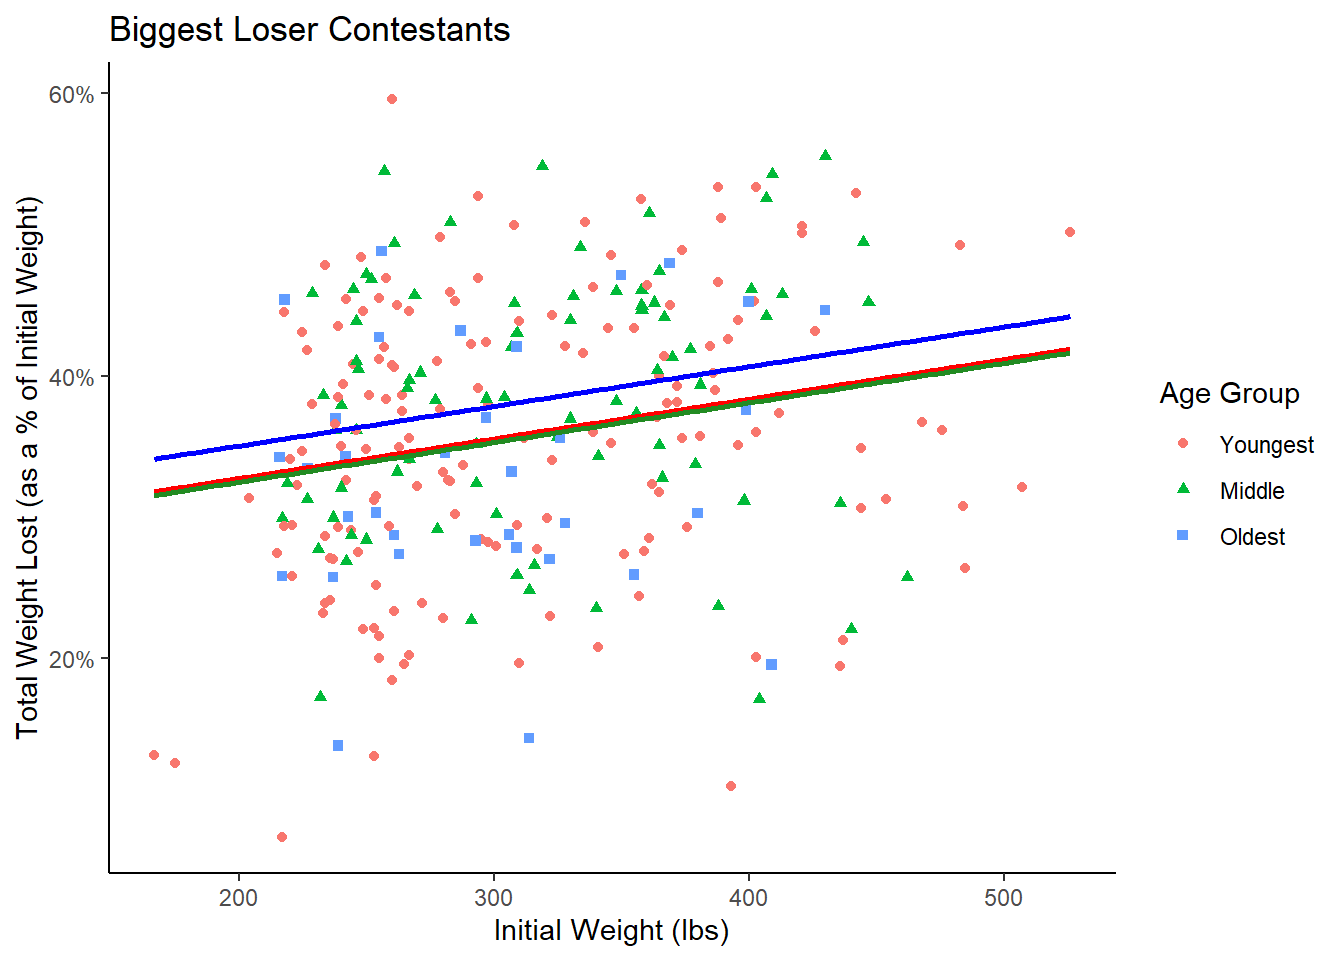 Biggest Loser Contestants
Total Weight Lost (as a % of Initial Weight)
60%
40%
20%
200
300
400
500
Initial Weight (lbs)
Age Group
Youngest
Middle
Oldest